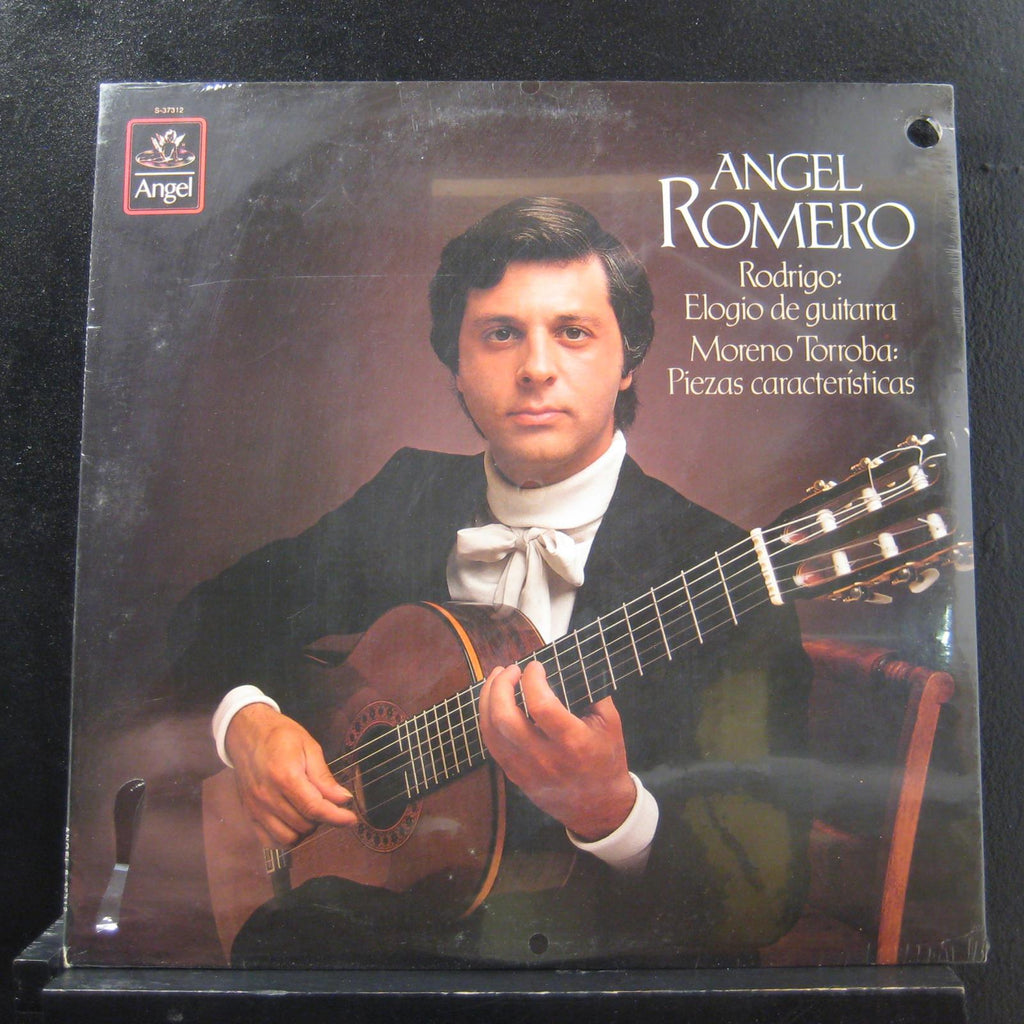 S-37312
Angel
ANGEL
ROMERO
Rodrigo:
Elogio de guitarra
Moreno Torroba:
Piezas características